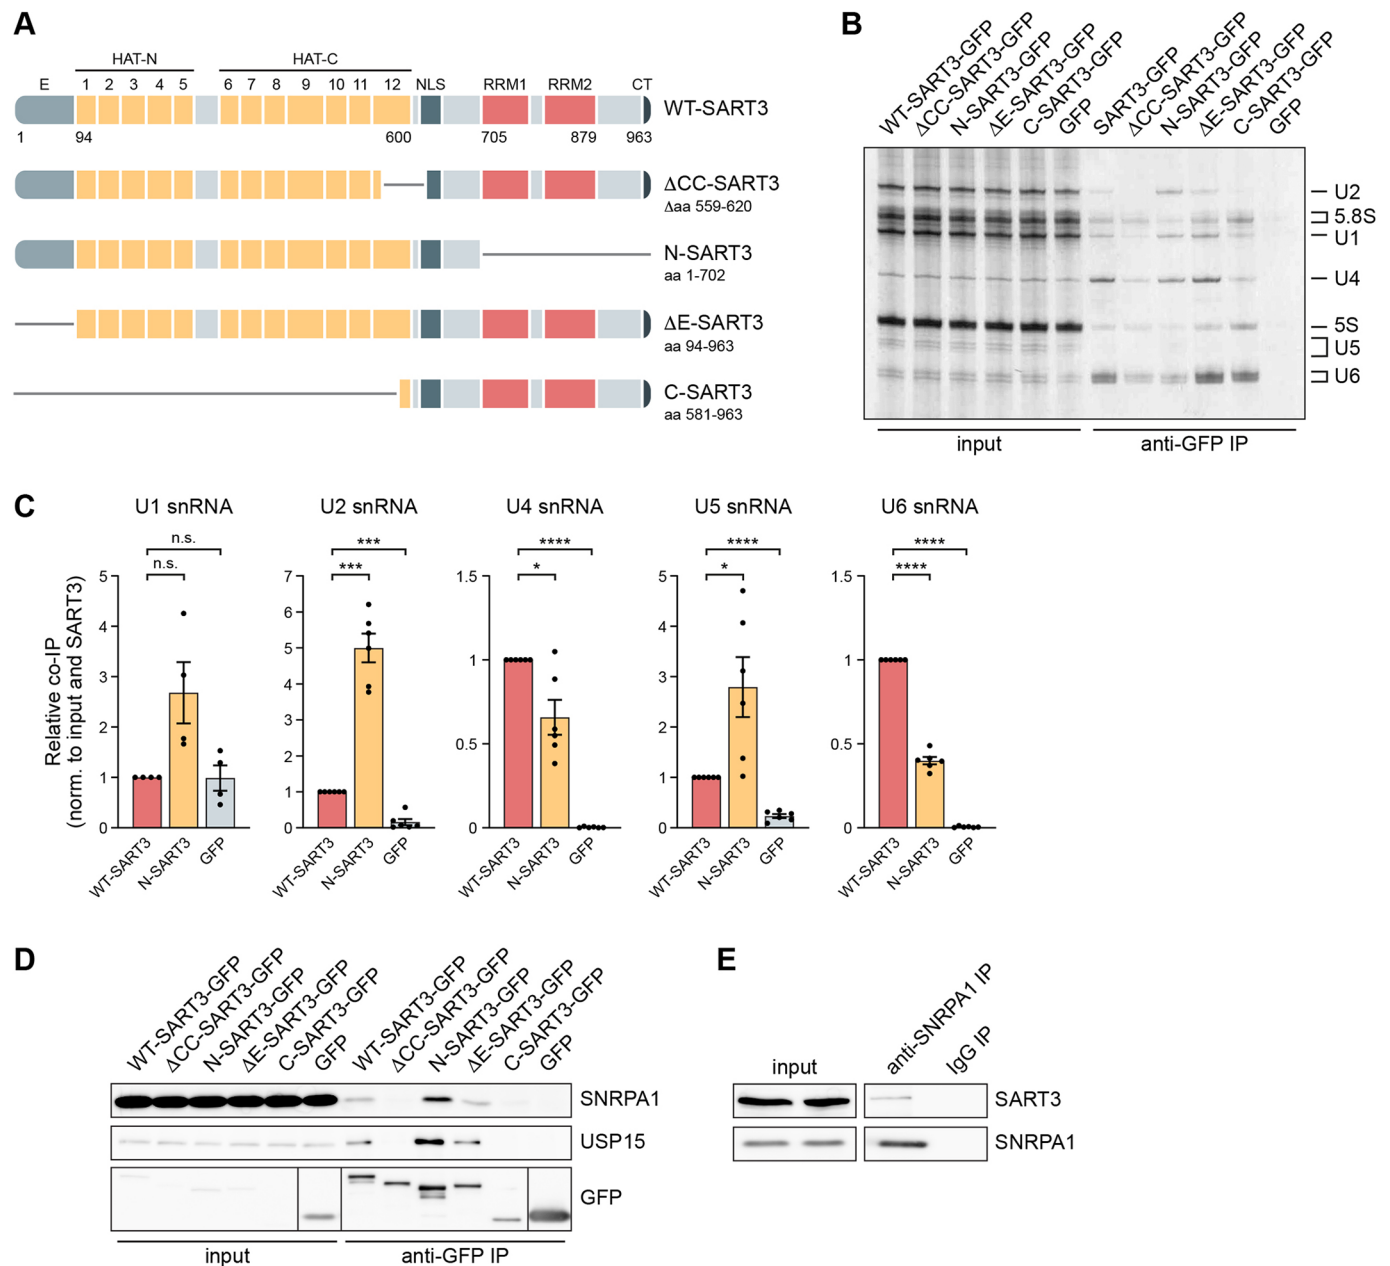 A
HAT-N
HAT-C
E 1 2 3 4 5 6 7 8 9 10 11 12 NLS RRM1 RRM2 CT
WT-SART3
1 94 600 705 879 963
ΔCC-SART3
Δaa 559-620
N-SART3
aa 1-702
ΔE-SART3
aa 94-963
C-SART3
aa 581-963
B
WT-SART3-GFP
ΔCC-SART3-GFP
N-SART3-GFP
ΔE-SART3-GFP
C-SART3-GFP
GFP
SART3-GFP
ΔCC-SART3-GFP
N-SART3-GFP
ΔE-SART3-GFP
C-SART3-GFP
GFP
U2
5.8S
U1
U4
5S
U5
U6
input
anti-GFP IP
C
Relative co-IP
(norm. to input and SART3)
U1 snRNA
n.s.
n.s.
5
4
3
2
1
0
WT-SART3
N-SART3
GFP
U2 snRNA
***
***
7
6
5
4
3
2
1
0
WT-SART3
N-SART3
GFP
U4 snRNA
****
*
1.5
1
0.5
0
WT-SART3
N-SART3
GFP
U5 snRNA
****
*
5
4
3
2
1
0
WT-SART3
N-SART3
GFP
U6 snRNA
****
****
1.5
1
0.5
0
WT-SART3
N-SART3
GFP
D
WT-SART3-GFP
ΔCC-SART3-GFP
N-SART3-GFP
ΔE-SART3-GFP
C-SART3-GFP
GFP
WT-SART3-GFP
ΔCC-SART3-GFP
N-SART3-GFP
ΔE-SART3-GFP
C-SART3-GFP
GFP
SNRPA1
USP15
GFP
input
anti-GFP IP
E
input
anti-SNRPA1 IP
IgG IP
SART3
SNRPA1